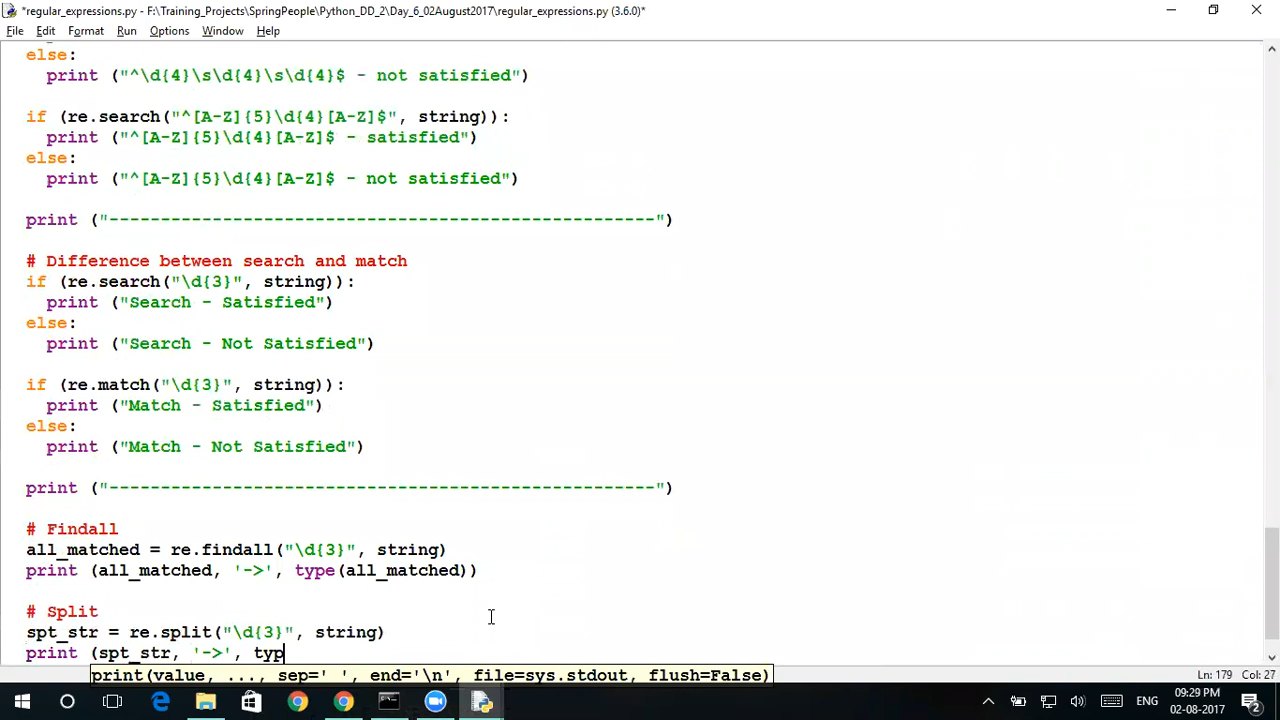 *regular_expressions.py - F:\Training_Projects\SpringPeople\Python_DD_2\Day_6_02August2017\regular_expressions.py (3.6.0)*
File Edit Format Run Options Window Help
else:
print ("^\d{4}\s\d{4}\s\d{4}$ - not satisfied")
if (re.search("^[A-Z]{5}\d{4}[A-Z]$", string)):
print ("^[A-Z]{5}\d{4}[A-Z]$ - satisfied")
else:
print ("^[A-Z]{5}\d{4}[A-Z]$ - not satisfied")
print ("-----------------------------------------------------")
# Difference between search and match
if (re.search("\d{3}", string)):
print ("Search - Satisfied")
else:
print ("Search - Not Satisfied")
if (re.match("\d{3}", string)):
print ("Match - Satisfied")
else:
print ("Match - Not Satisfied")
print ("-----------------------------------------------------")
# Findall
all_matched = re.findall("\d{3}", string)
print (all_matched, '->', type(all_matched))
# Split
spt_str = re.split("\d{3}", string)
print (spt_str, '->', typ
print(value, ..., sep=' ', end='\n', file=sys.stdout, flush=False)
Ln: 179 Col: 27
ENG
09:29 PM
02-08-2017
2